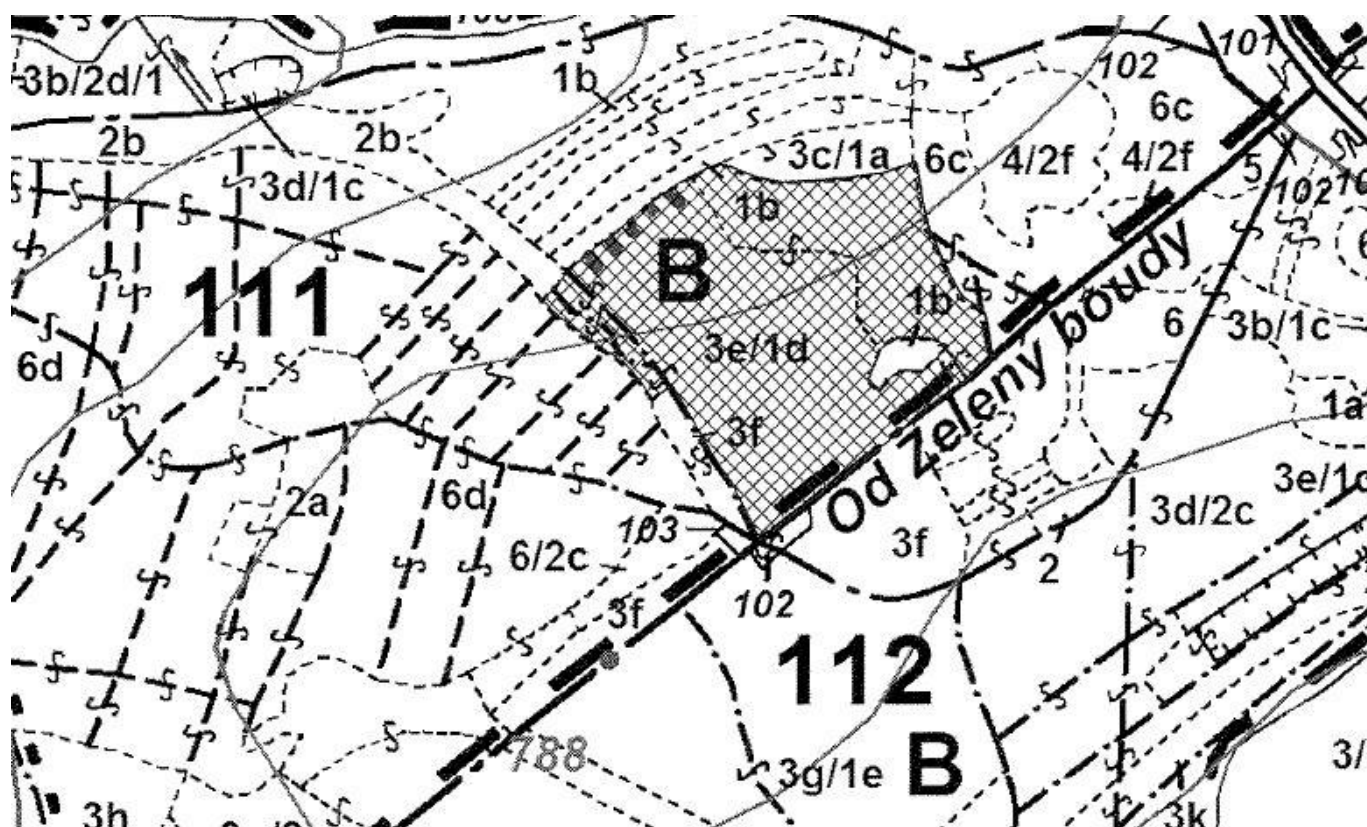 101
1b
102
3b/2d/1
6c
2b
2b
3c/1a
6c
4/2f
4/2f
5
3d/1c
102
1b
B
111
1b
6
3b/1c
6d
3e/1d
1a
3f
Od Zeleny boudy
2a
6d
3d/2c
103
3f
6/2c
2
102
3f
112
788
3g/1e
B
3h
3k